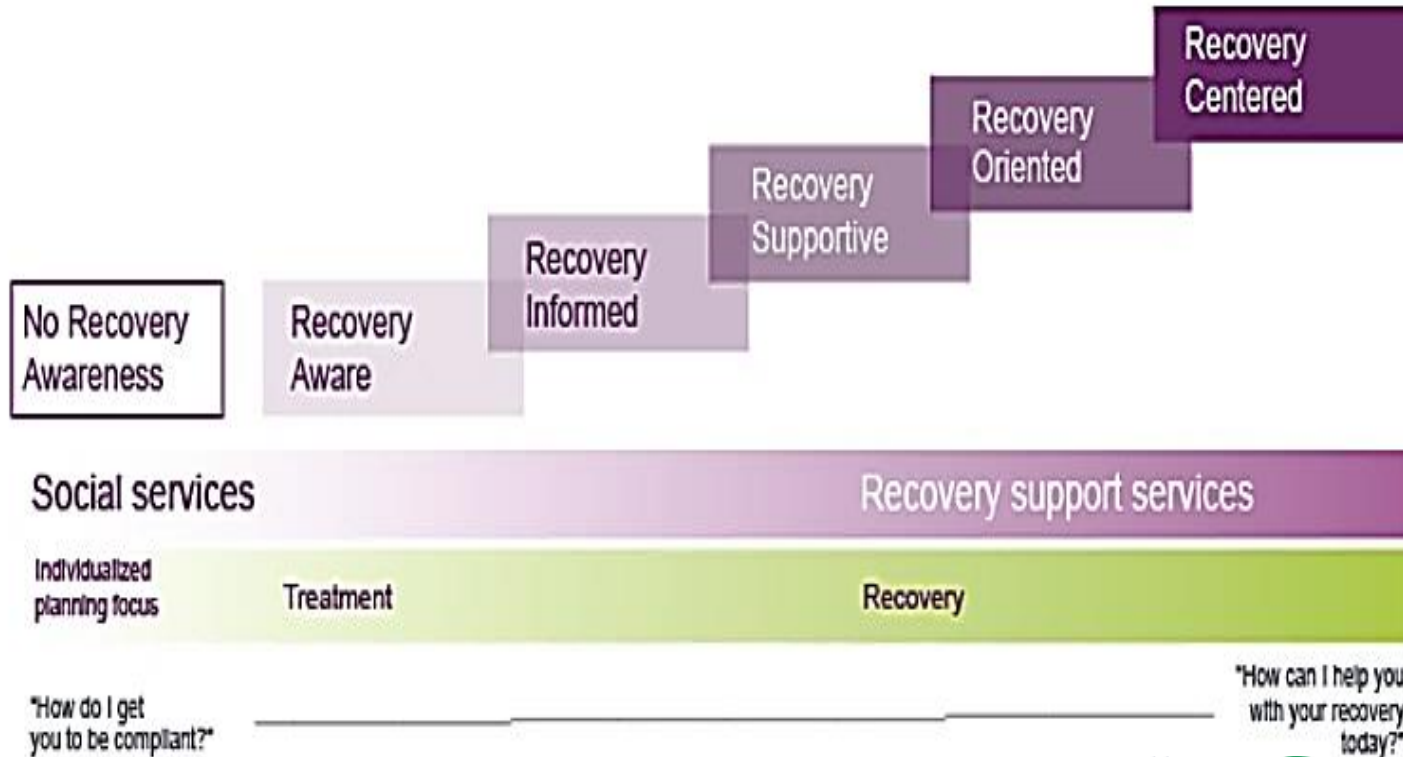 Recovery
Centered
Recovery
Oriented
Recovery
Supportive
Recovery
Informed
No Recovery
Awareness
Recovery
Aware
Social services
Recovery support services
Individualized
planning focus
Treatment
Recovery
"How do I get
you to be compliant?"
"How can I help you
with your recovery
today?"